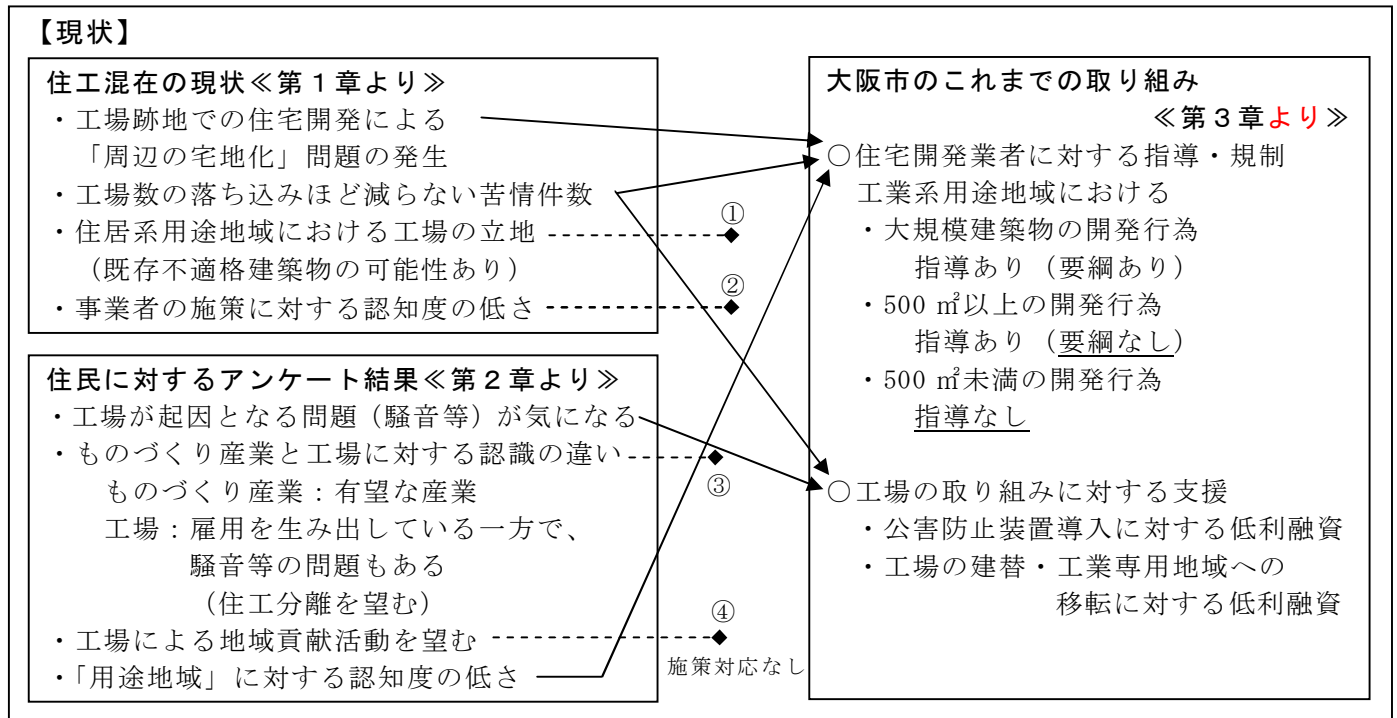 【現状】
住工混在の現状≪第１章より≫
・工場跡地での住宅開発による
「周辺の宅地化」問題の発生
・工場数の落ち込みほど減らない苦情件数
・住居系用途地域における工場の立地
（既存不適格建築物の可能性あり）
・事業者の施策に対する認知度の低さ
①
②
住民に対するアンケート結果≪第２章より≫
・工場が起因となる問題（騒音等）が気になる
・ものづくり産業と工場に対する認識の違い
ものづくり産業：有望な産業
工場：雇用を生み出している一方で、
騒音等の問題もある
（住工分離を望む）
・工場による地域貢献活動を望む
・「用途地域」に対する認知度の低さ
③
④
施策対応なし
大阪市のこれまでの取り組み
≪第３章より≫
○住宅開発業者に対する指導・規制
工業系用途地域における
・大規模建築物の開発行為
指導あり（要綱あり）
・500 ㎡以上の開発行為
指導あり（要綱なし）
・500 ㎡未満の開発行為
指導なし
○工場の取り組みに対する支援
・公害防止装置導入に対する低利融資
・工場の建替・工業専用地域への
移転に対する低利融資